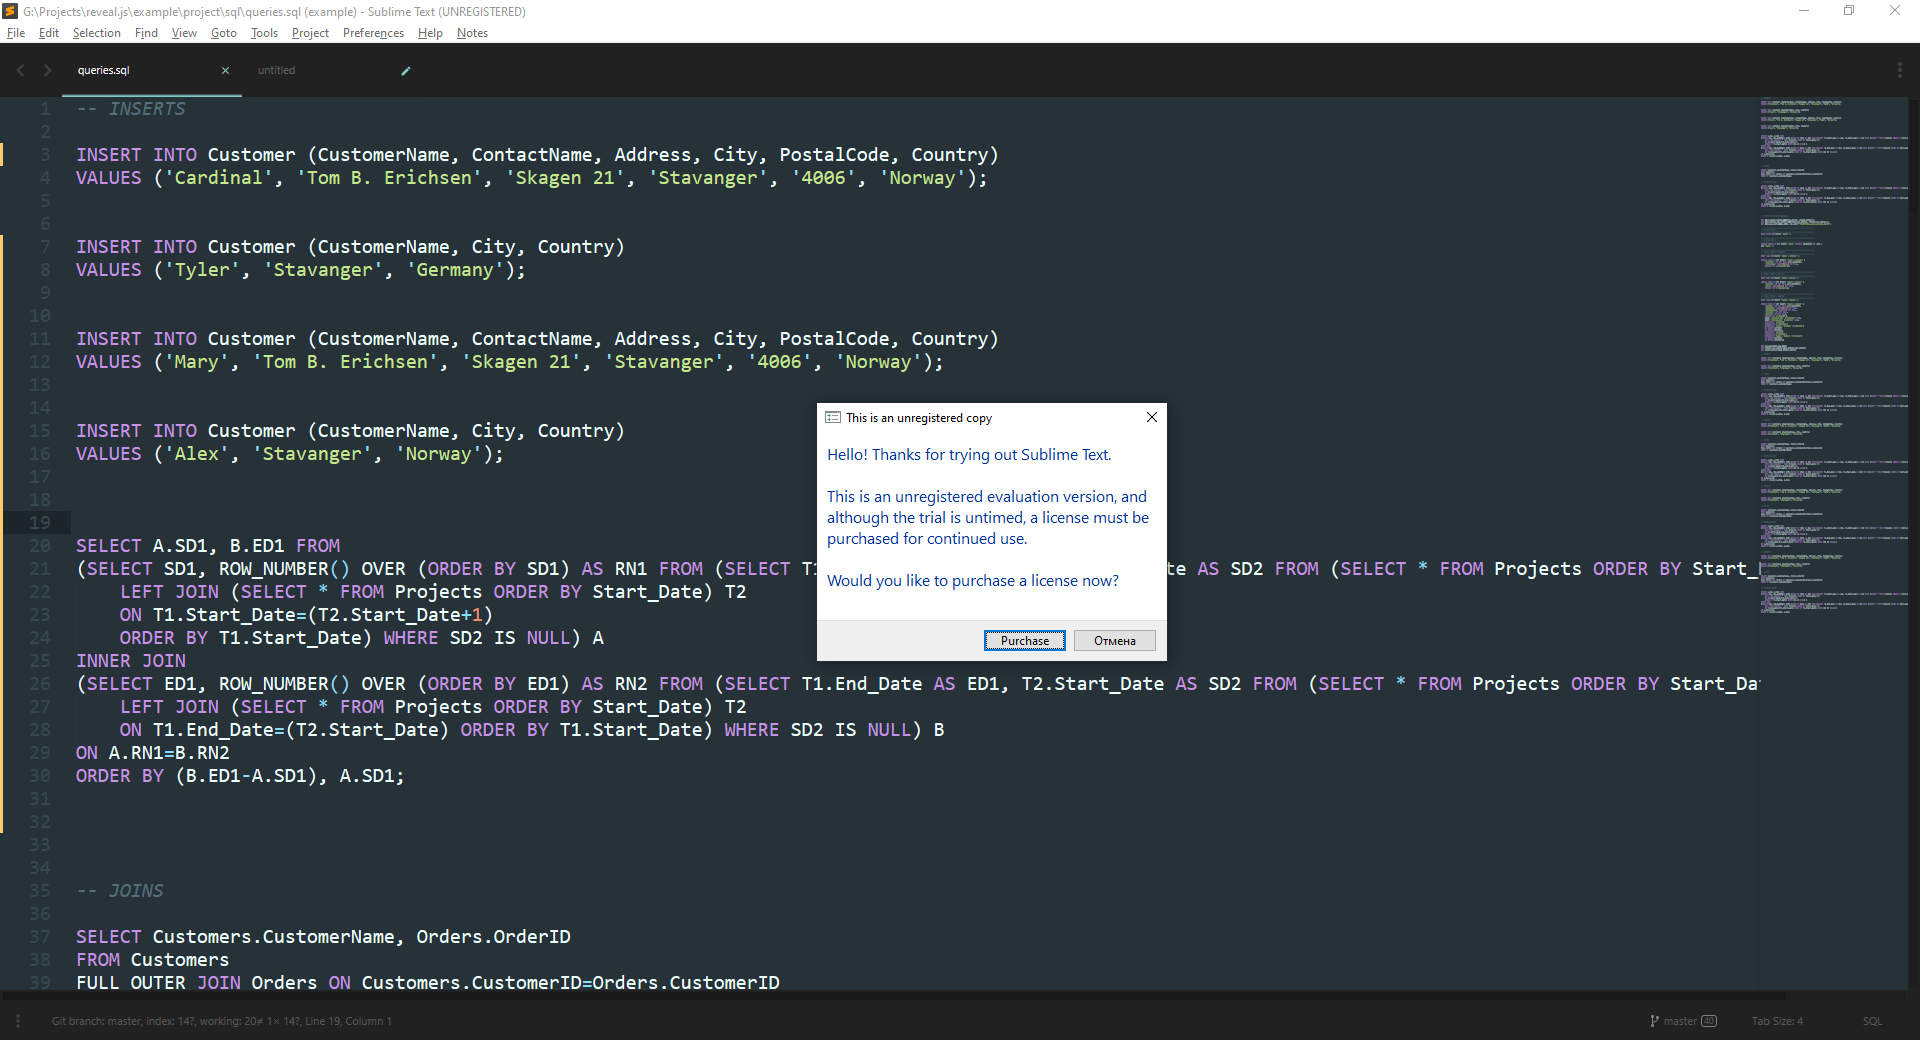 G:\Projects\reveal.js\example\project\sql\queries.sql (example) - Sublime Text (UNREGISTERED)
File Edit Selection Find View Goto Tools Project Preferences Help Notes
queries.sql untitled
1 -- INSERTS
2
3 INSERT INTO Customer (CustomerName, ContactName, Address, City, PostalCode, Country)
4 VALUES ('Cardinal', 'Tom B. Erichsen', 'Skagen 21', 'Stavanger', '4006', 'Norway');
5
6
7 INSERT INTO Customer (CustomerName, City, Country)
8 VALUES ('Tyler', 'Stavanger', 'Germany');
9
10
11 INSERT INTO Customer (CustomerName, ContactName, Address, City, PostalCode, Country)
12 VALUES ('Mary', 'Tom B. Erichsen', 'Skagen 21', 'Stavanger', '4006', 'Norway');
13
14
15 INSERT INTO Customer (CustomerName, City, Country)
16 VALUES ('Alex', 'Stavanger', 'Norway');
17
18
19
20 SELECT A.SD1, B.ED1 FROM
21 (SELECT SD1, ROW_NUMBER() OVER (ORDER BY SD1) AS RN1 FROM (SELECT T1 te AS SD2 FROM (SELECT * FROM Projects ORDER BY Start_
22 LEFT JOIN (SELECT * FROM Projects ORDER BY Start_Date) T2
23 ON T1.Start_Date=(T2.Start_Date+1)
24 ORDER BY T1.Start_Date) WHERE SD2 IS NULL) A
25 INNER JOIN
26 (SELECT ED1, ROW_NUMBER() OVER (ORDER BY ED1) AS RN2 FROM (SELECT T1.End_Date AS ED1, T2.Start_Date AS SD2 FROM (SELECT * FROM Projects ORDER BY Start_Da
27 LEFT JOIN (SELECT * FROM Projects ORDER BY Start_Date) T2
28 ON T1.End_Date=(T2.Start_Date) ORDER BY T1.Start_Date) WHERE SD2 IS NULL) B
29 ON A.RN1=B.RN2
30 ORDER BY (B.ED1-A.SD1), A.SD1;
31
32
33
34
35 -- JOINS
36
37 SELECT Customers.CustomerName, Orders.OrderID
38 FROM Customers
39 FULL OUTER JOIN Orders ON Customers.CustomerID=Orders.CustomerID
This is an unregistered copy
Hello! Thanks for trying out Sublime Text.
This is an unregistered evaluation version, and
although the trial is untimed, a license must be
purchased for continued use.
Would you like to purchase a license now?
Purchase Отмена
Git branch: master, index: 14?, working: 20≠ 1× 14?, Line 19, Column 1 master 40 Tab Size: 4 SQL